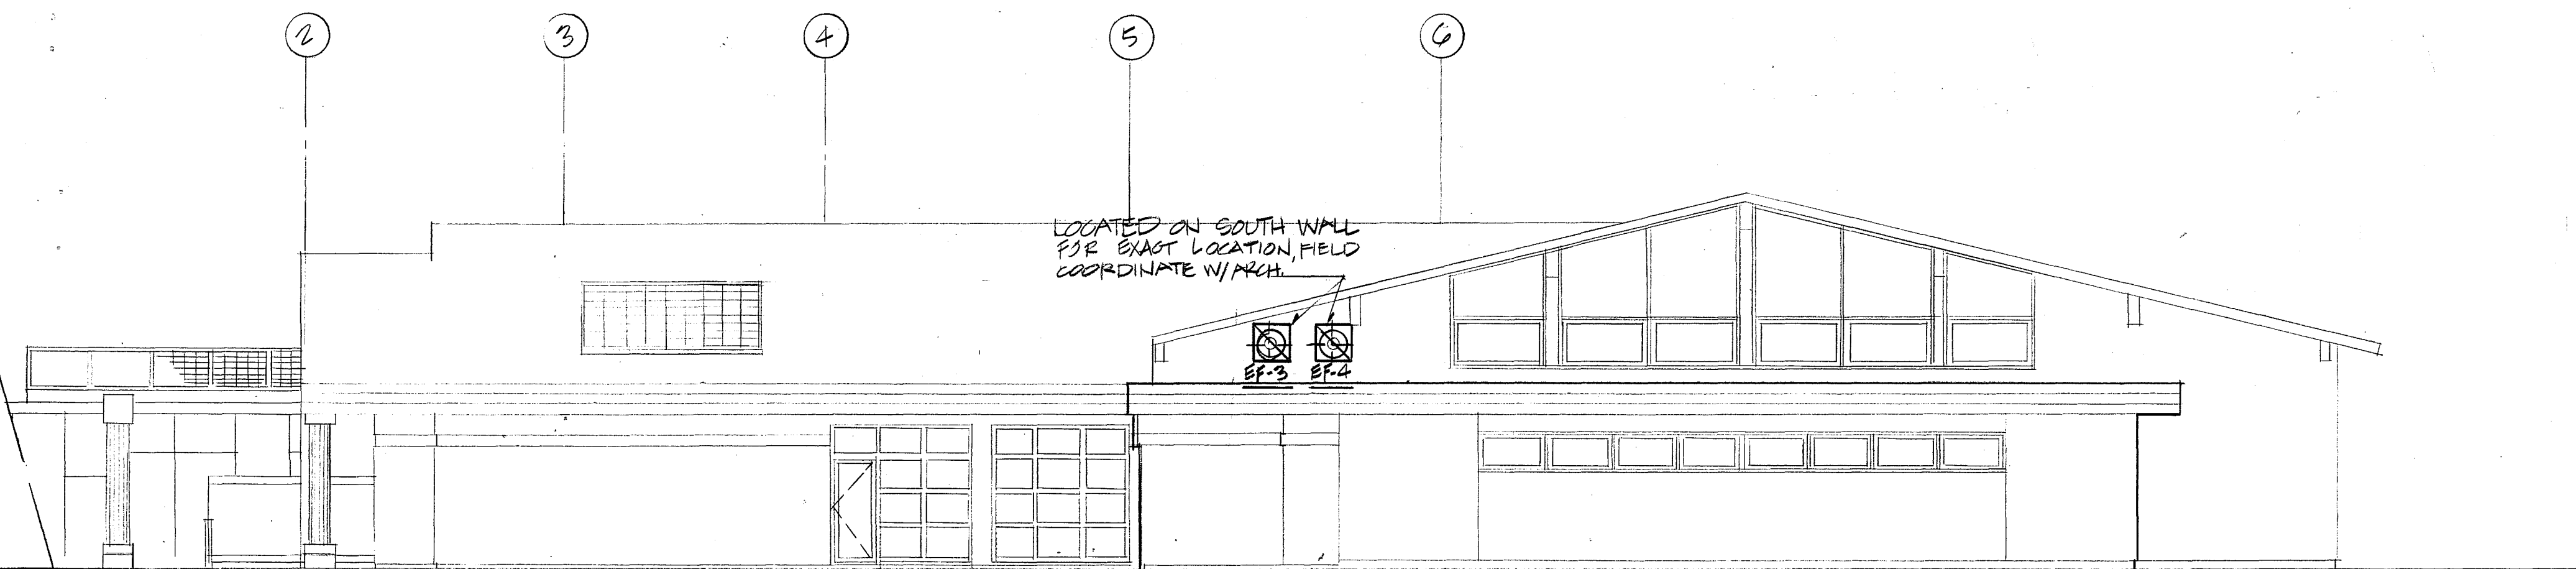 2 3 4 5 6
LOCATED ON SOUTH WALL
FOR EXACT LOCATION, FIELD
COORDINATE W/ARCH.
EF-3 EF-4